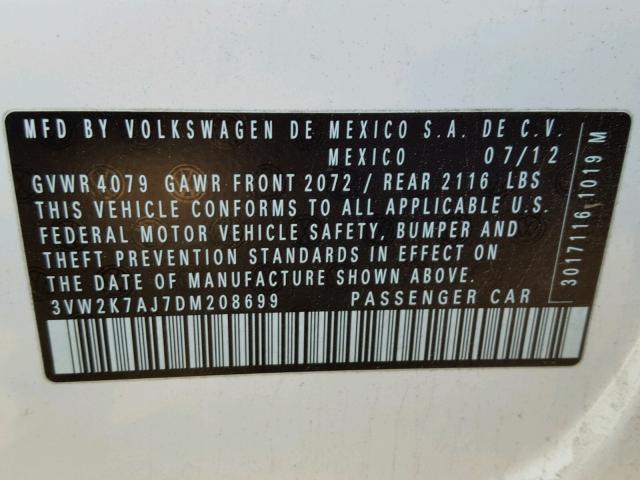 MFD BY VOLKSWAGEN DE MEXICO S.A. DE C.V.
MEXICO 07/12
GVWR 4079 GAWR FRONT 2072 / REAR 2116 LBS
THIS VEHICLE CONFORMS TO ALL APPLICABLE U.S.
FEDERAL MOTOR VEHICLE SAFETY, BUMPER AND
THEFT PREVENTION STANDARDS IN EFFECT ON
THE DATE OF MANUFACTURE SHOWN ABOVE.
3VW2K7AJ7DM208699 PASSENGER CAR
3017116 1019 M